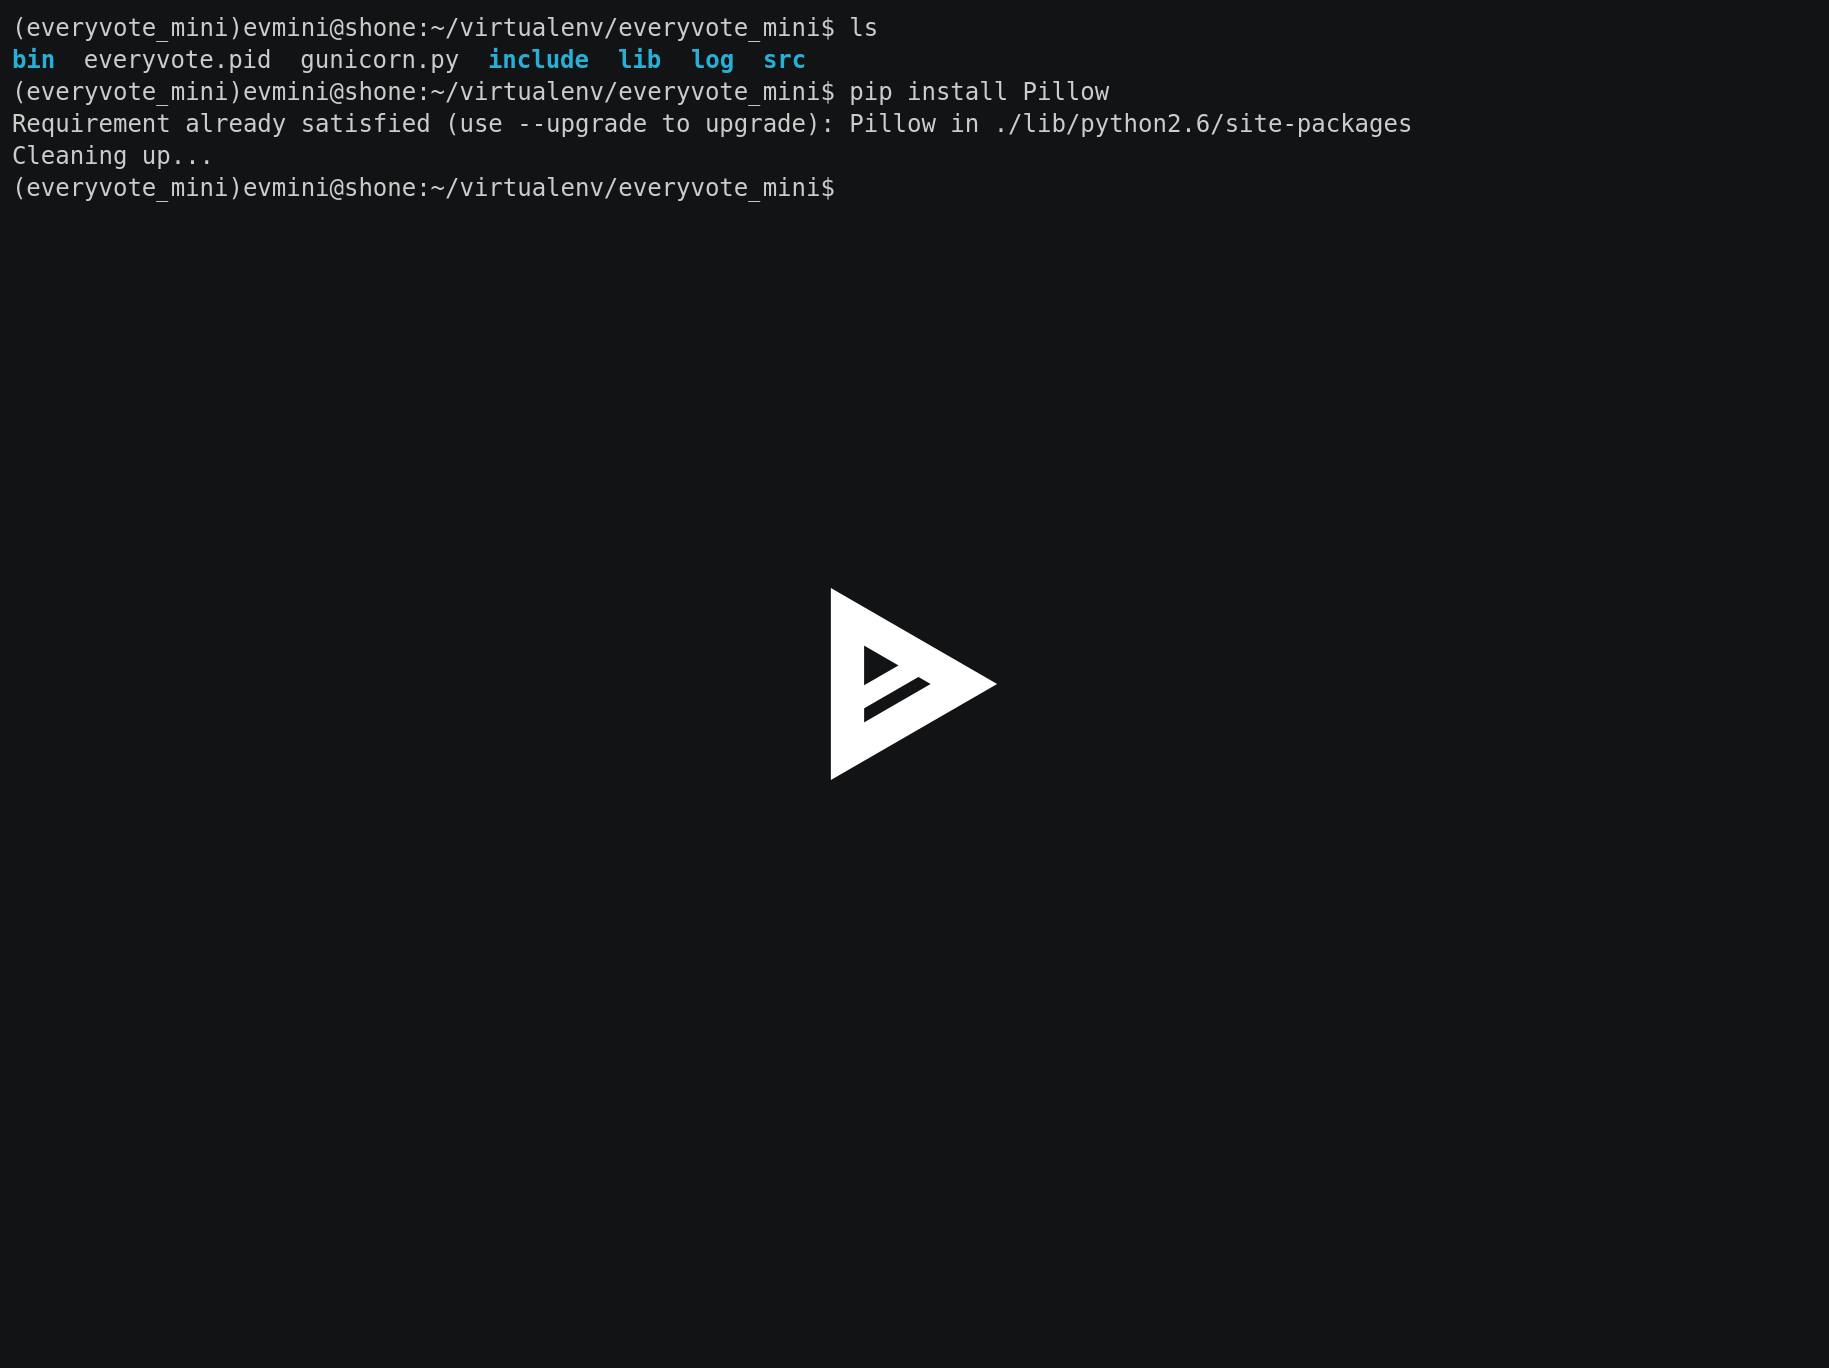 (everyvote_mini)evmini@shone:~/virtualenv/everyvote_mini$ ls
bin  everyvote.pid  gunicorn.py  include  lib  log  src
(everyvote_mini)evmini@shone:~/virtualenv/everyvote_mini$ pip install Pillow
Requirement already satisfied (use --upgrade to upgrade): Pillow in ./lib/python2.6/site-packages
Cleaning up...
(everyvote_mini)evmini@shone:~/virtualenv/everyvote_mini$